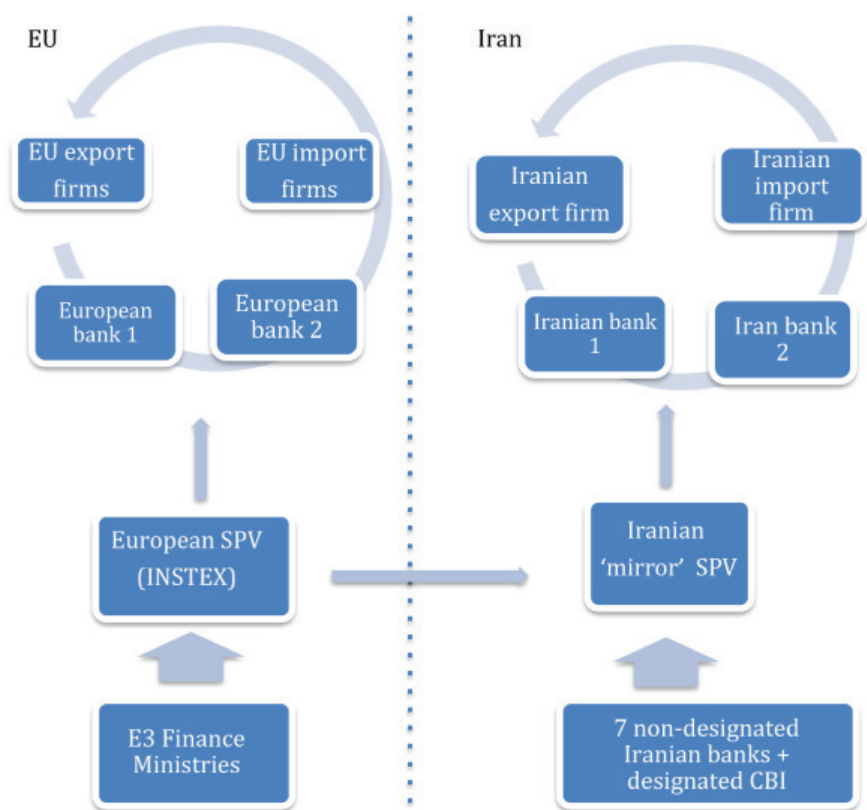 EU
EU export
firms
EU import
firms
European
bank 1
European
bank 2
European SPV
(INSTEX)
E3 Finance
Ministries
Iran
Iranian
export firm
Iranian
import
firm
Iranian bank
1
Iran bank
2
Iranian
‘mirror’ SPV
7 non-designated
Iranian banks +
designated CBI